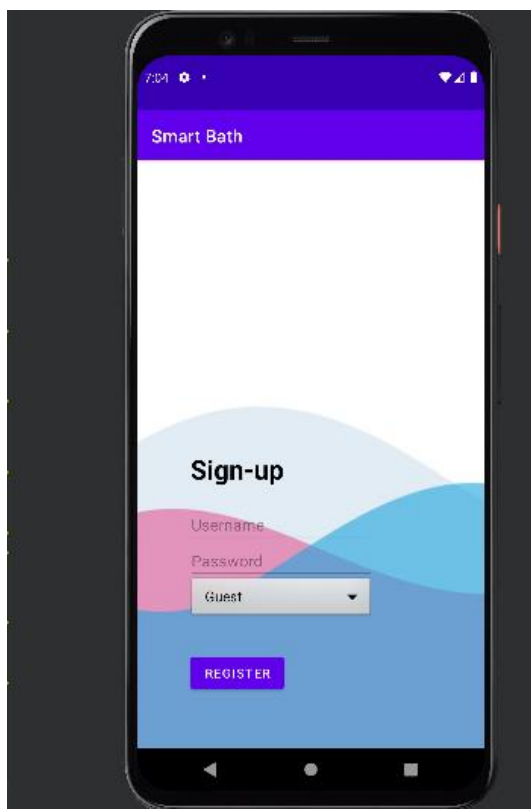 7:04
Smart Bath
Sign-up
Username
Password
Guest
REGISTER